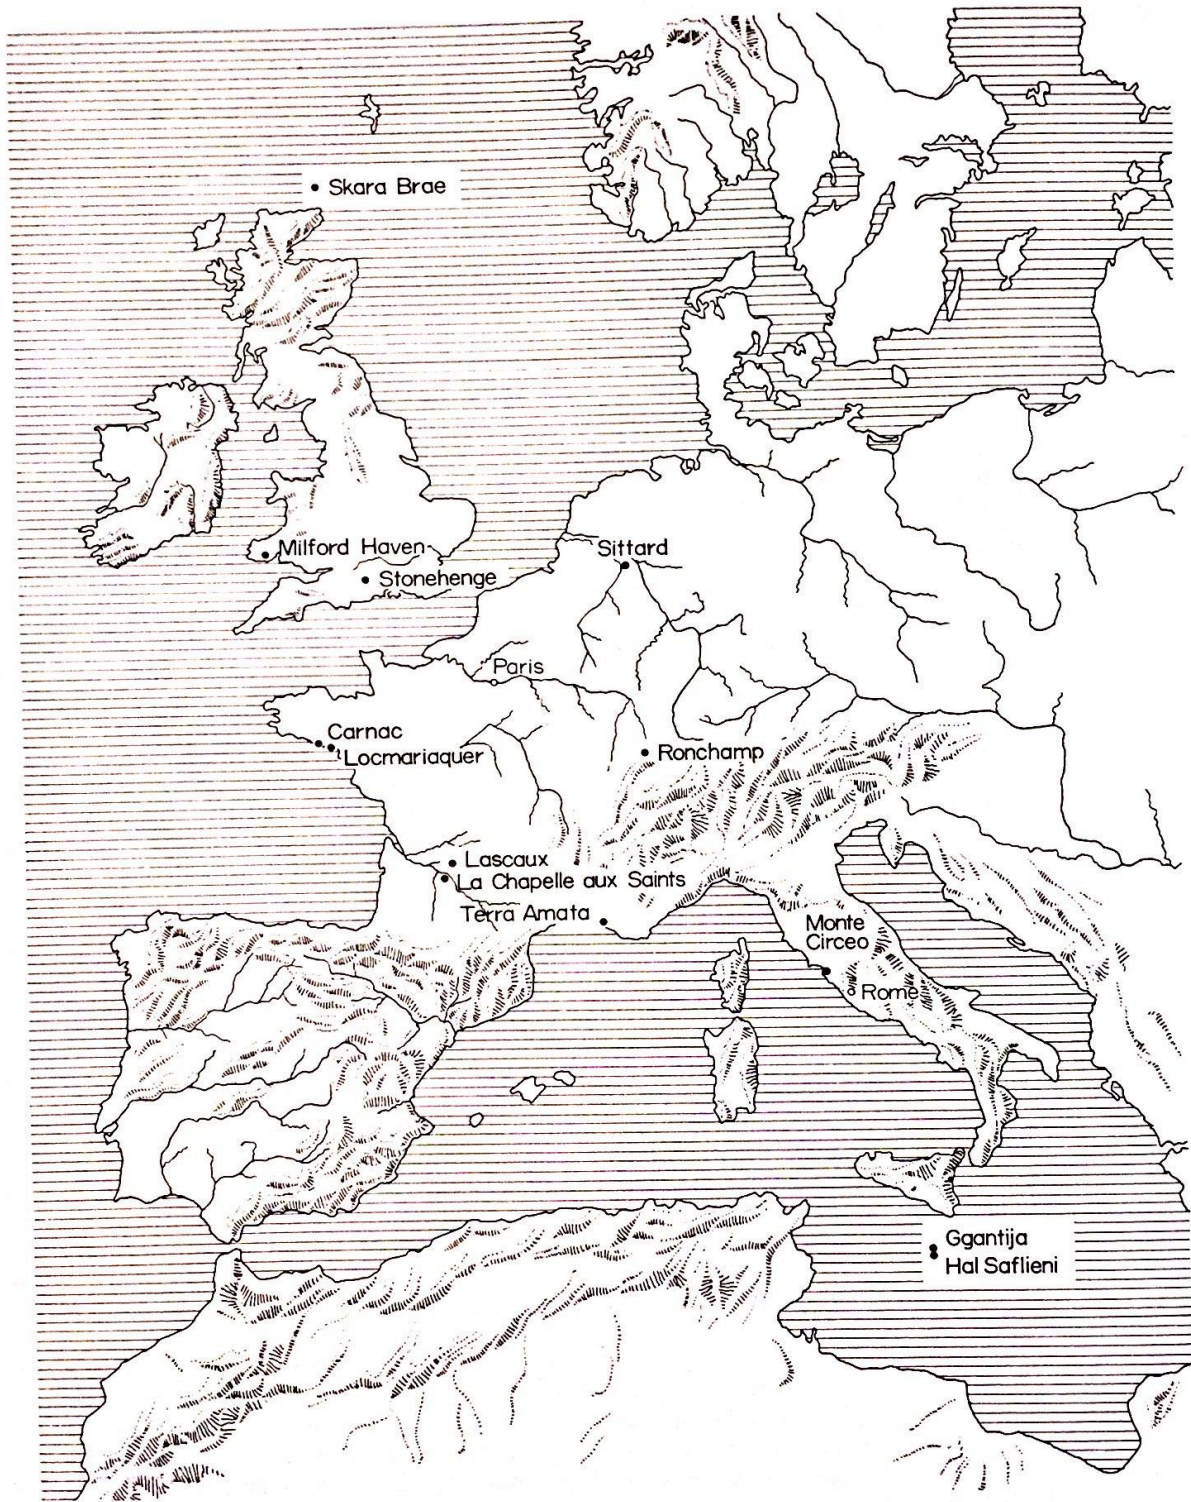 Skara Brae
Milford Haven
Sittard
Stonehenge
Paris
Carnac
Locmariaquer
Ronchamp
Lascaux
La Chapelle aux Saints
Terra Amata
Monte
Circeo
Rome
Ggantija
Hal Saflieni